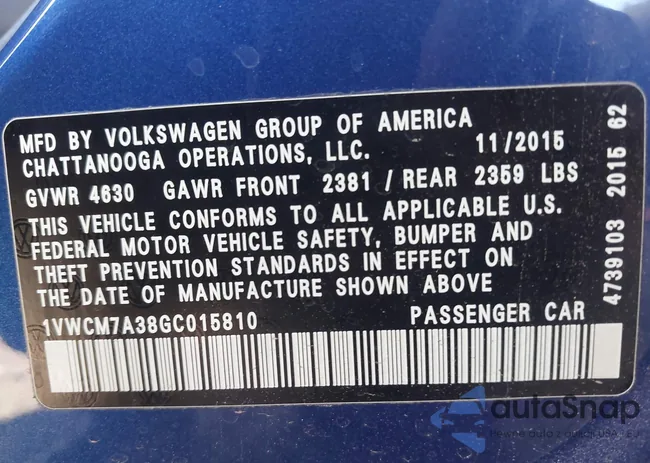 MFD BY VOLKSWAGEN GROUP OF AMERICA
CHATTANOOGA OPERATIONS, LLC. 11/2015
GVWR 4630 GAWR FRONT 2381 / REAR 2359 LBS
THIS VEHICLE CONFORMS TO ALL APPLICABLE U.S.
FEDERAL MOTOR VEHICLE SAFETY, BUMPER AND
THEFT PREVENTION STANDARDS IN EFFECT ON
THE DATE OF MANUFACTURE SHOWN ABOVE
1VWCM7A38GC015810 PASSENGER CAR
4739103 2015 62
autaSnap